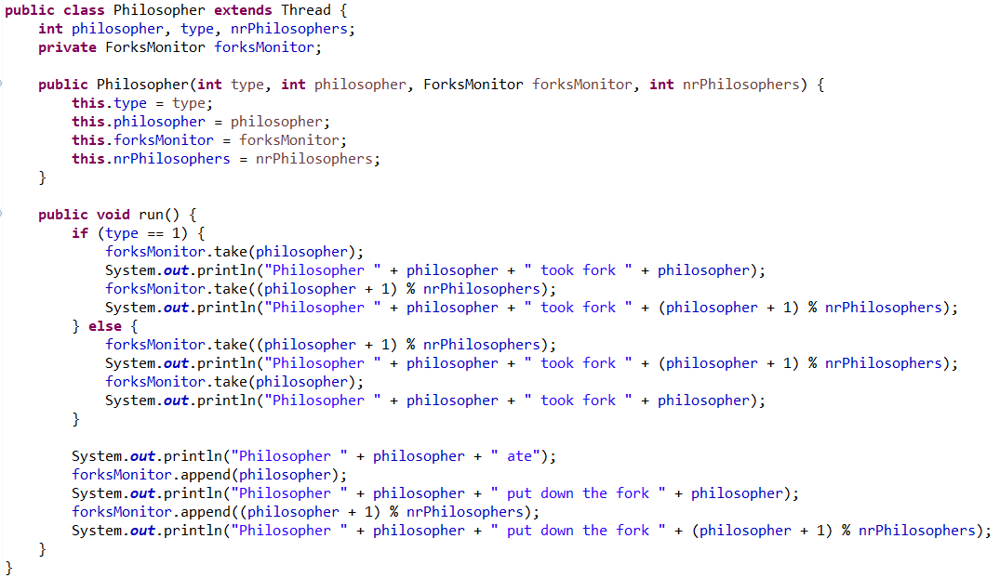 public class Philosopher extends Thread {
    int philosopher, type, nrPhilosophers;
    private ForksMonitor forksMonitor;

    public Philosopher(int type, int philosopher, ForksMonitor forksMonitor, int nrPhilosophers) {
        this.type = type;
        this.philosopher = philosopher;
        this.forksMonitor = forksMonitor;
        this.nrPhilosophers = nrPhilosophers;
    }

    public void run() {
        if (type == 1) {
            forksMonitor.take(philosopher);
            System.out.println("Philosopher " + philosopher + " took fork " + philosopher);
            forksMonitor.take((philosopher + 1) % nrPhilosophers);
            System.out.println("Philosopher " + philosopher + " took fork " + (philosopher + 1) % nrPhilosophers);
        } else {
            forksMonitor.take((philosopher + 1) % nrPhilosophers);
            System.out.println("Philosopher " + philosopher + " took fork " + (philosopher + 1) % nrPhilosophers);
            forksMonitor.take(philosopher);
            System.out.println("Philosopher " + philosopher + " took fork " + philosopher);
        }

        System.out.println("Philosopher " + philosopher + " ate");
        forksMonitor.append(philosopher);
        System.out.println("Philosopher " + philosopher + " put down the fork " + philosopher);
        forksMonitor.append((philosopher + 1) % nrPhilosophers);
        System.out.println("Philosopher " + philosopher + " put down the fork " + (philosopher + 1) % nrPhilosophers);
    }
}